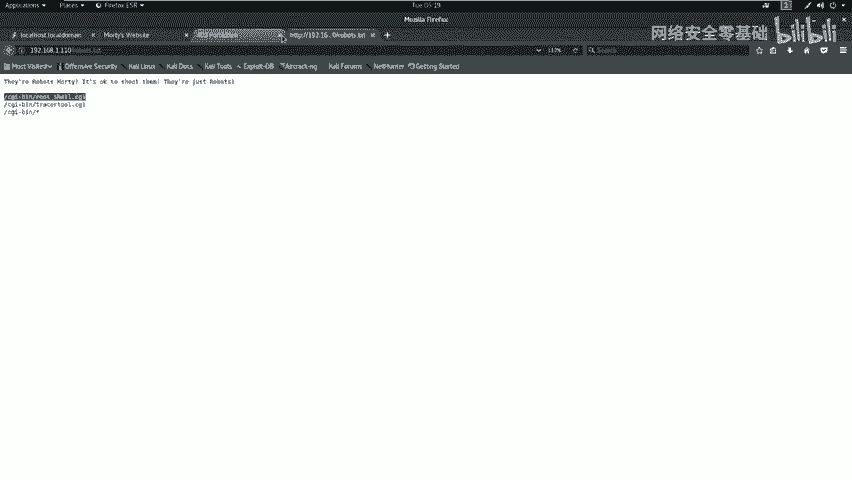 Applications Places Firefox ESR Tue 05:19
Mozilla Firefox
网络安全零基础 bilibili
localhost.localdomain Morty's Website http://192.16...0/robots.txt
192.168.1.110/robots.txt 110% Search
Most Visited Offensive Security Kali Linux Kali Docs Kali Tools Exploit-DB Aircrack-ng Kali Forums NetHunter Getting Started
They're Robots Morty! It's ok to shoot them! They're just Robots!
/cgi-bin/root_shell.cgi
/cgi-bin/tracertool.cgi
/cgi-bin/*